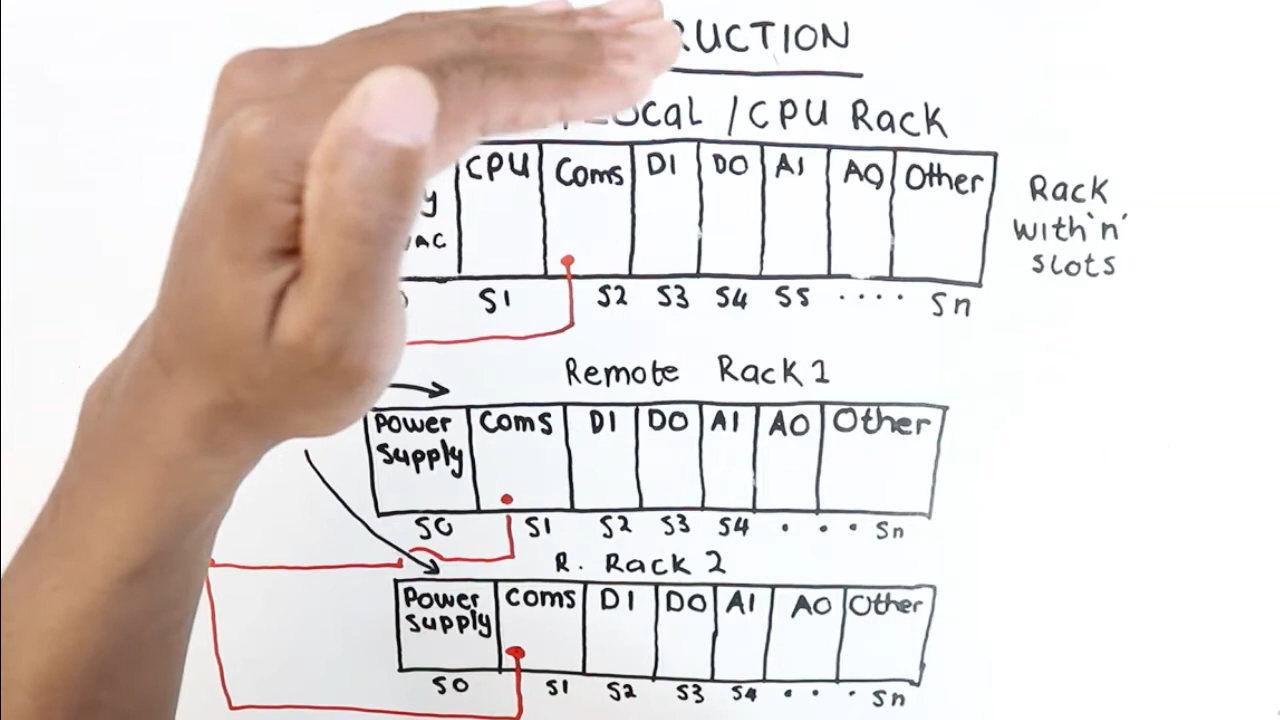 RUCTION
Local / CPU Rack
CPU Coms DI DO AI AO Other
Rack with 'n' slots
AC
S1 S2 S3 S4 S5 .... Sn
Remote Rack 1
Power supply Coms DI DO AI AO Other
S0 S1 S2 S3 S4 . . . Sn
R. Rack 2
Power supply Coms DI DO AI AO Other
S0 S1 S2 S3 S4 . . . Sn